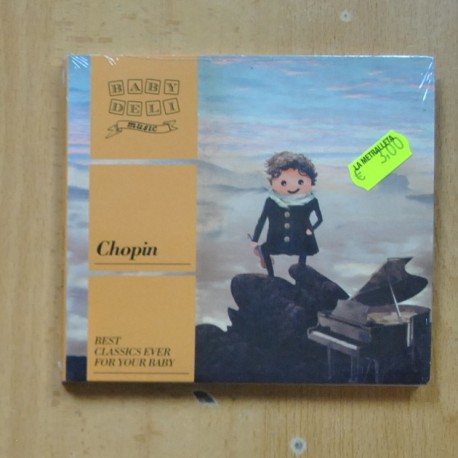 BABY
DELI
music
Chopin
BEST
CLASSICS EVER
FOR YOUR BABY
LA METRALLETA
€ 3,00